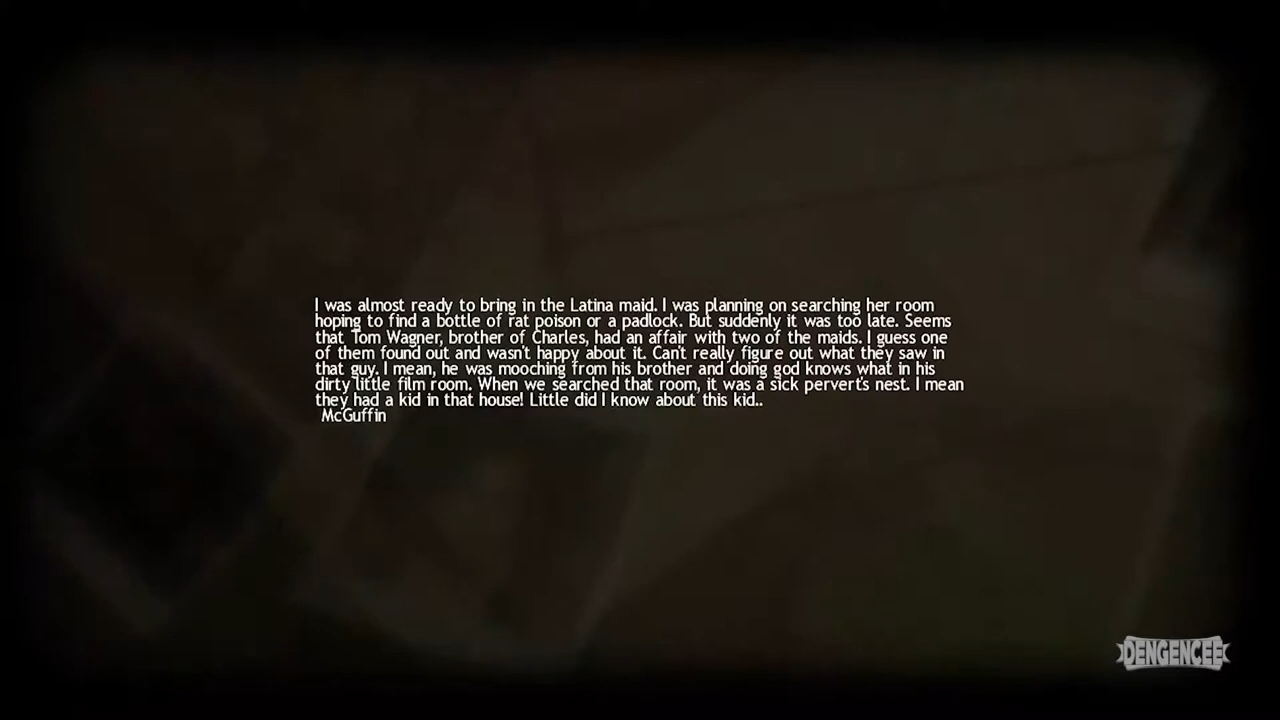 I was almost ready to bring in the Latina maid. I was planning on searching her room
hoping to find a bottle of rat poison or a padlock. But suddenly it was too late. Seems
that Tom Wagner, brother of Charles, had an affair with two of the maids. I guess one
of them found out and wasn't happy about it. Can't really figure out what they saw in
that guy. I mean, he was mooching from his brother and doing god knows what in his
dirty little film room. When we searched that room, it was a sick pervert's nest. I mean
they had a kid in that house! Little did I know about this kid..
McGuffin
DENGENCEE